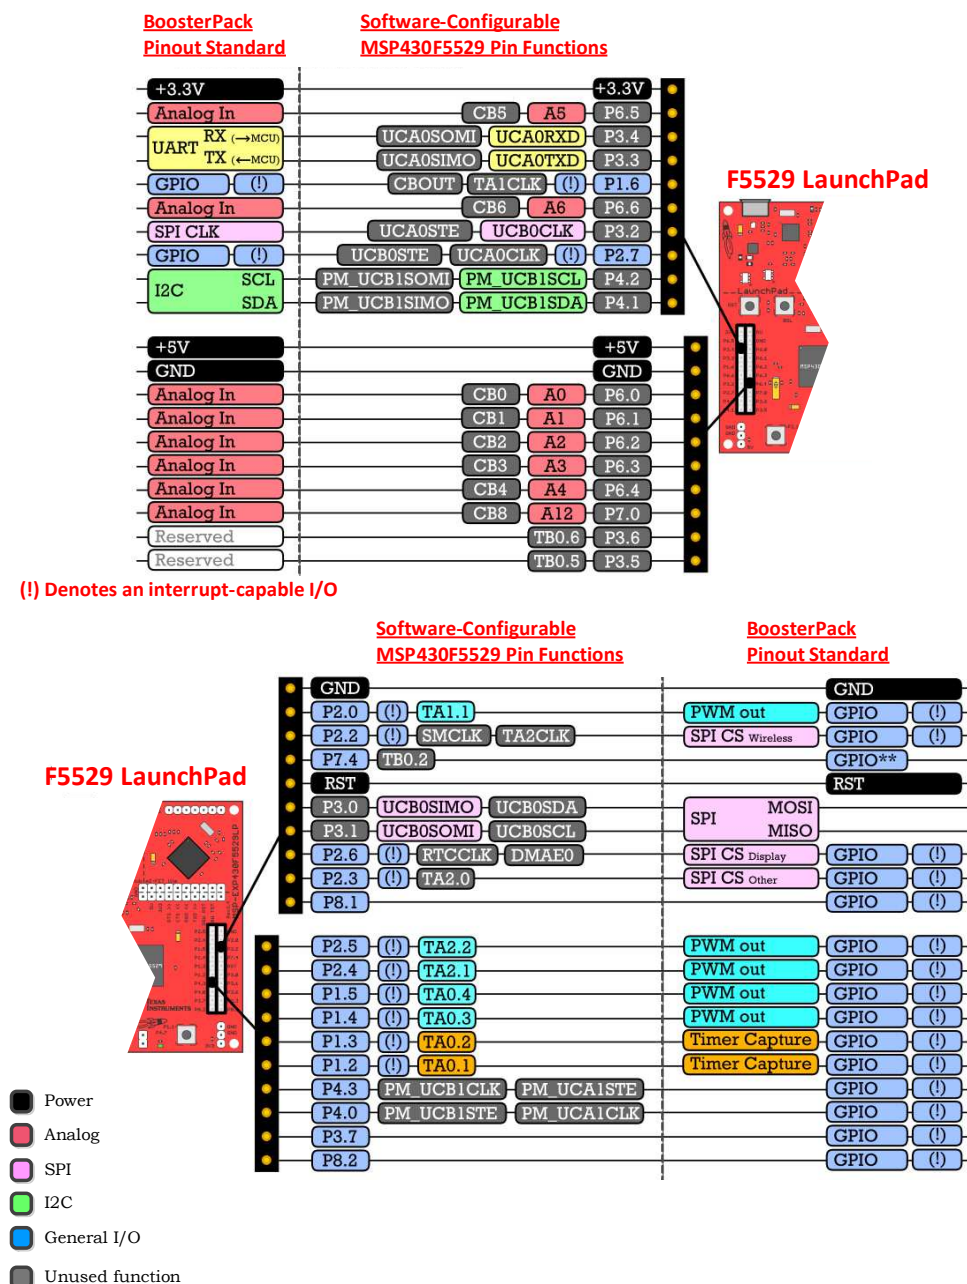 BoosterPack Software-Configurable
Pinout Standard MSP430F5529 Pin Functions
+3.3V +3.3V
Analog In CB5 A5 P6.5
UART RX (→MCU) UCA0SOMI UCA0RXD P3.4
TX (←MCU) UCA0SIMO UCA0TXD P3.3
GPIO (!) CBOUT TA1CLK (!) P1.6
Analog In CB6 A6 P6.6
SPI CLK UCA0STE UCB0CLK P3.2
GPIO (!) UCB0STE UCA0CLK (!) P2.7
I2C SCL PM_UCB1SOMI PM_UCB1SCL P4.2
SDA PM_UCB1SIMO PM_UCB1SDA P4.1
F5529 LaunchPad
LaunchPad
+5V +5V
GND GND
Analog In CB0 A0 P6.0
Analog In CB1 A1 P6.1
Analog In CB2 A2 P6.2
Analog In CB3 A3 P6.3
Analog In CB4 A4 P6.4
Analog In CB8 A12 P7.0
Reserved TB0.6 P3.6
Reserved TB0.5 P3.5
(!) Denotes an interrupt-capable I/O
Software-Configurable BoosterPack
MSP430F5529 Pin Functions Pinout Standard
GND GND
P2.0 (!) TA1.1 PWM out GPIO (!)
P2.2 (!) SMCLK TA2CLK SPI CS Wireless GPIO (!)
P7.4 TB0.2 GPIO**
RST RST
P3.0 UCB0SIMO UCB0SDA SPI MOSI
P3.1 UCB0SOMI UCB0SCL MISO
P2.6 (!) RTCCLK DMAE0 SPI CS Display GPIO (!)
P2.3 (!) TA2.0 SPI CS Other GPIO (!)
P8.1 GPIO (!)
F5529 LaunchPad
MSP-EXP430F5529LP
P2.5 (!) TA2.2 PWM out GPIO (!)
P2.4 (!) TA2.1 PWM out GPIO (!)
P1.5 (!) TA0.4 PWM out GPIO (!)
P1.4 (!) TA0.3 PWM out GPIO (!)
P1.3 (!) TA0.2 Timer Capture GPIO (!)
P1.2 (!) TA0.1 Timer Capture GPIO (!)
P4.3 PM_UCB1CLK PM_UCA1STE GPIO (!)
P4.0 PM_UCB1STE PM_UCA1CLK GPIO (!)
P3.7 GPIO (!)
P8.2 GPIO (!)
Power
Analog
SPI
I2C
General I/O
Unused function